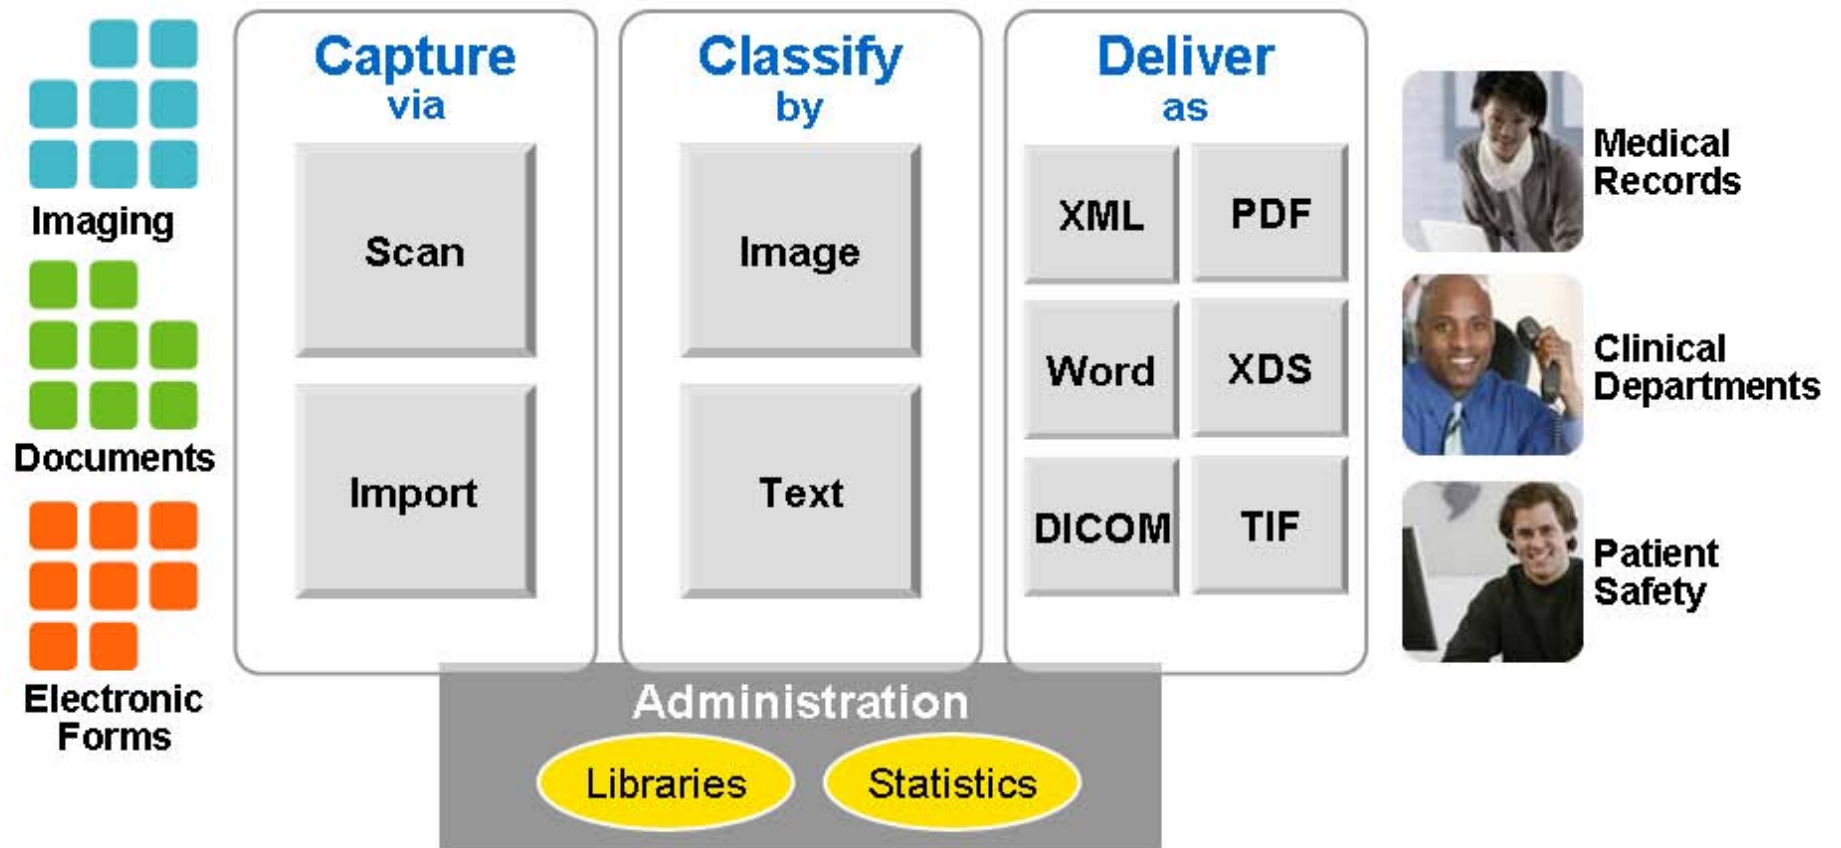 Imaging
Documents
Electronic
Forms
Capture
via
Scan
Import
Classify
by
Image
Text
Deliver
as
XML
PDF
Word
XDS
DICOM
TIF
Medical
Records
Clinical
Departments
Patient
Safety
Administration
Libraries
Statistics